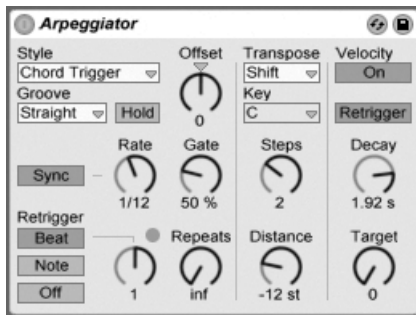 Arpeggiator
Style
Chord Trigger
Groove
Straight
Hold
Offset
0
Transpose
Shift
Key
C
Velocity
On
Retrigger
Sync
Rate
1/12
Gate
50 %
Steps
2
Decay
1.92 s
Retrigger
Beat
Note
Off
1
Repeats
inf
Distance
-12 st
Target
0